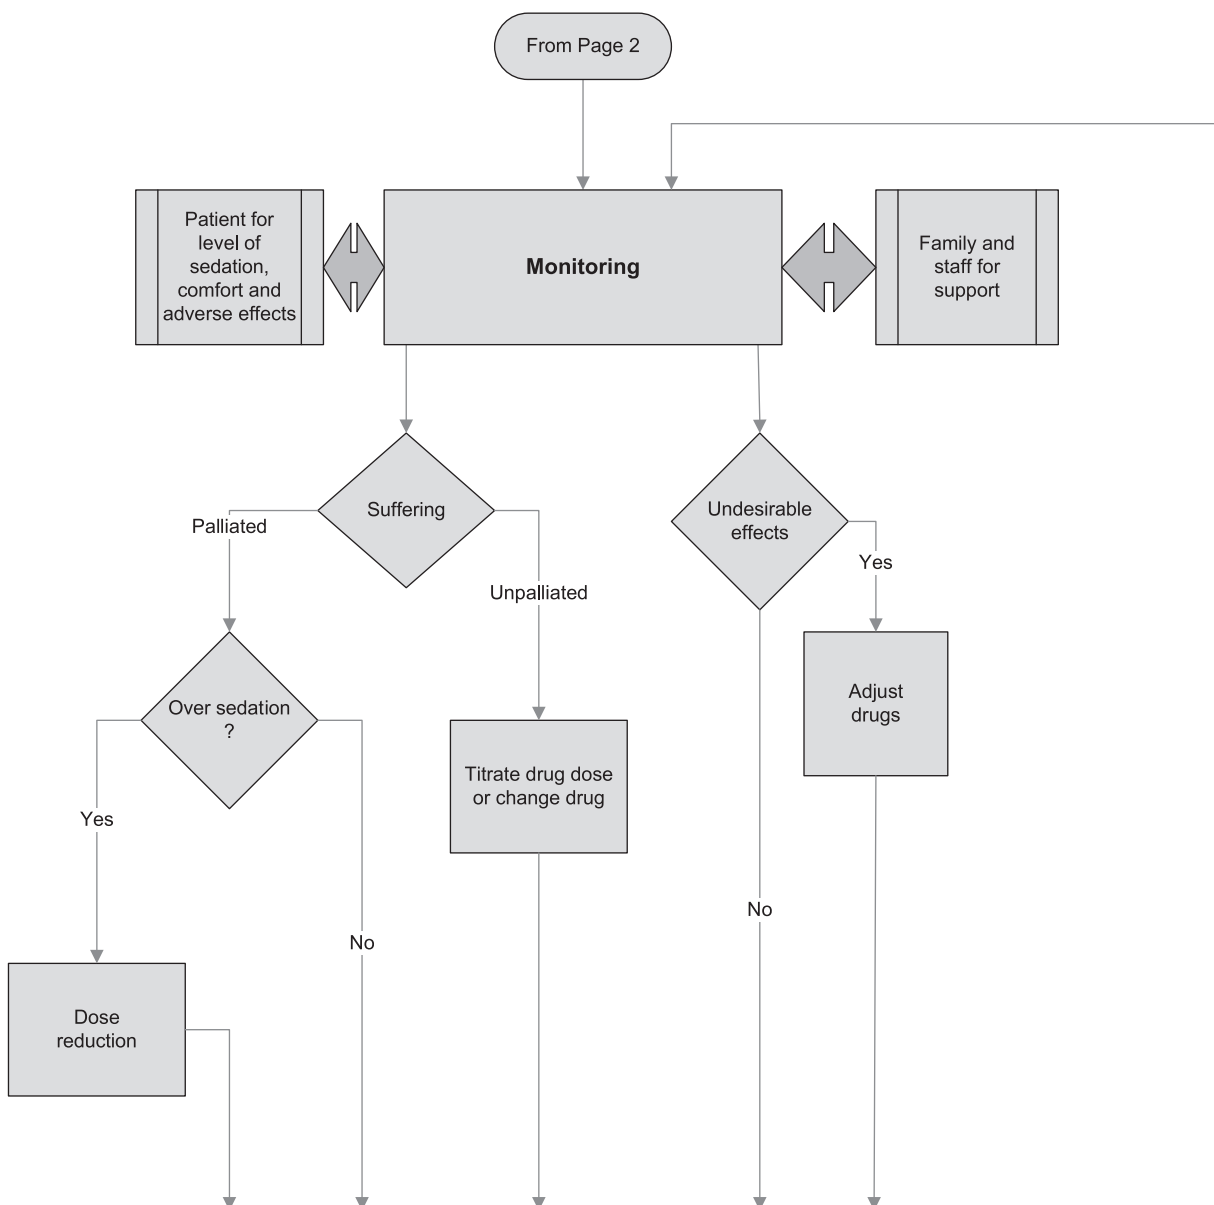 From Page 2
Patient for
level of
sedation,
comfort and
adverse effects
Monitoring
Family and
staff for
support
Suffering
Undesirable
effects
Palliated
Yes
Unpalliated
Over sedation
?
Adjust
drugs
Titrate drug dose
or change drug
Yes
No
No
Dose
reduction